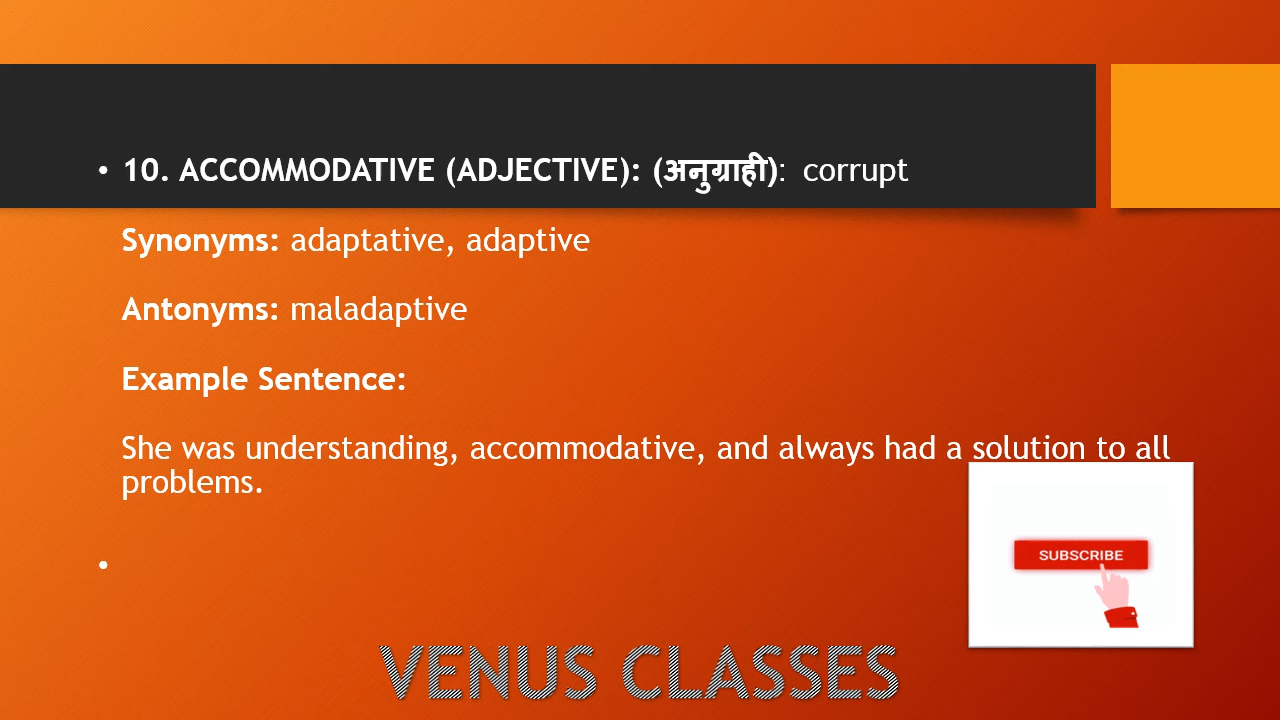 • 10. ACCOMMODATIVE (ADJECTIVE): (अनुग्राही):  corrupt
Synonyms: adaptative, adaptive
Antonyms: maladaptive
Example Sentence:
She was understanding, accommodative, and always had a solution to all
problems.
•
SUBSCRIBE
VENUS CLASSES